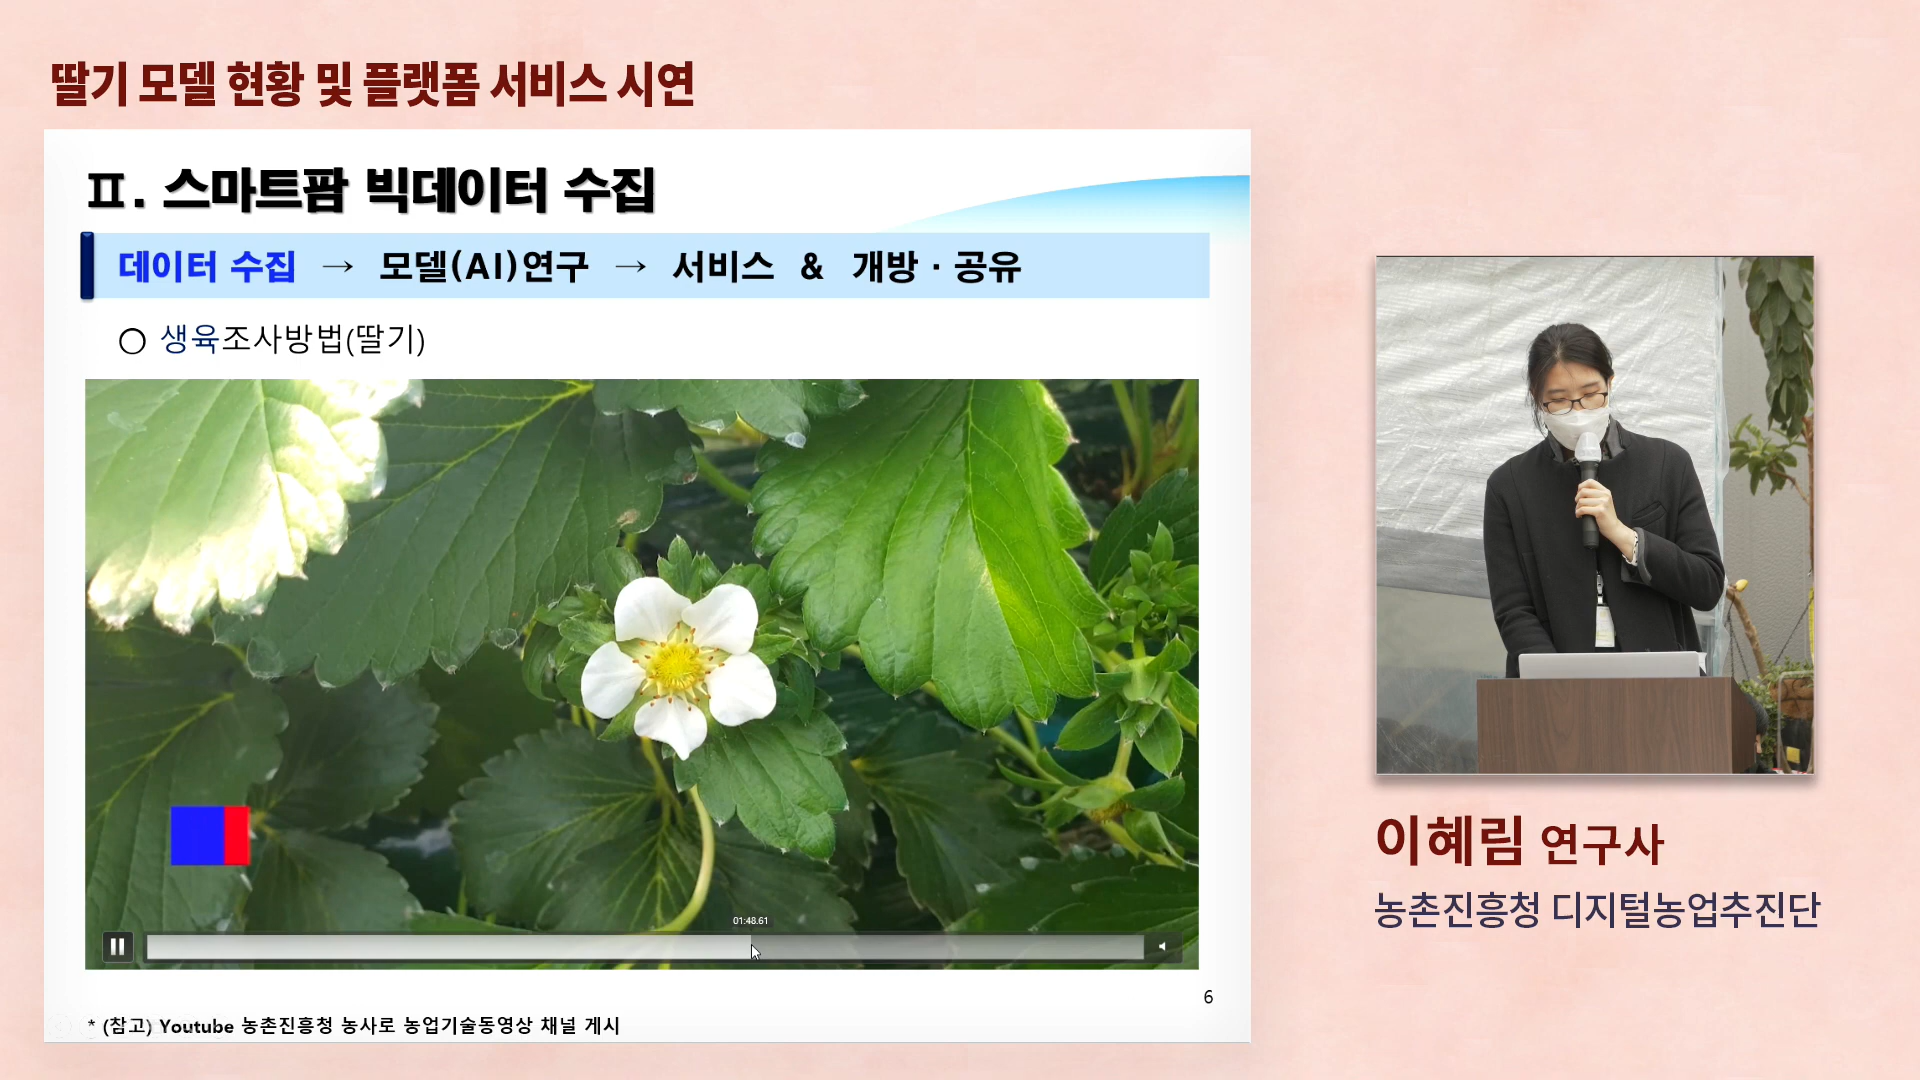 딸기 모델 현황 및 플랫폼 서비스 시연
Ⅱ. 스마트팜 빅데이터 수집
데이터 수집 → 모델(AI)연구 → 서비스 & 개방 · 공유
○ 생육조사방법(딸기)
01:48.61
6
* (참고) Youtube 농촌진흥청 농사로 농업기술동영상 채널 게시
이혜림 연구사
농촌진흥청 디지털농업추진단